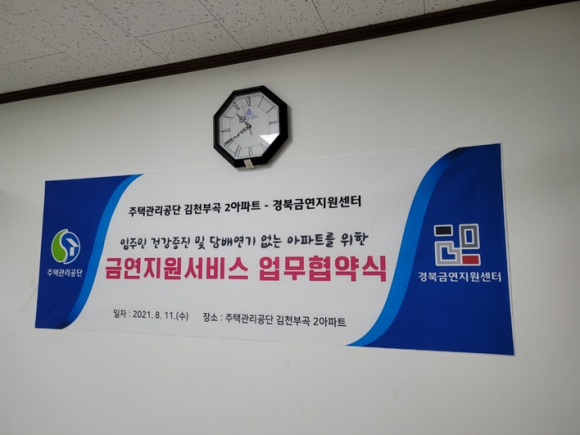 주택관리공단 김천부곡 2아파트 - 경북금연지원센터
입주민 건강증진 및 담배연기 없는 아파트를 위한
금연지원서비스 업무협약식
일자 : 2021. 8. 11.(수) 장소 : 주택관리공단 김천부곡 2아파트
주택관리공단
금연
경북금연지원센터